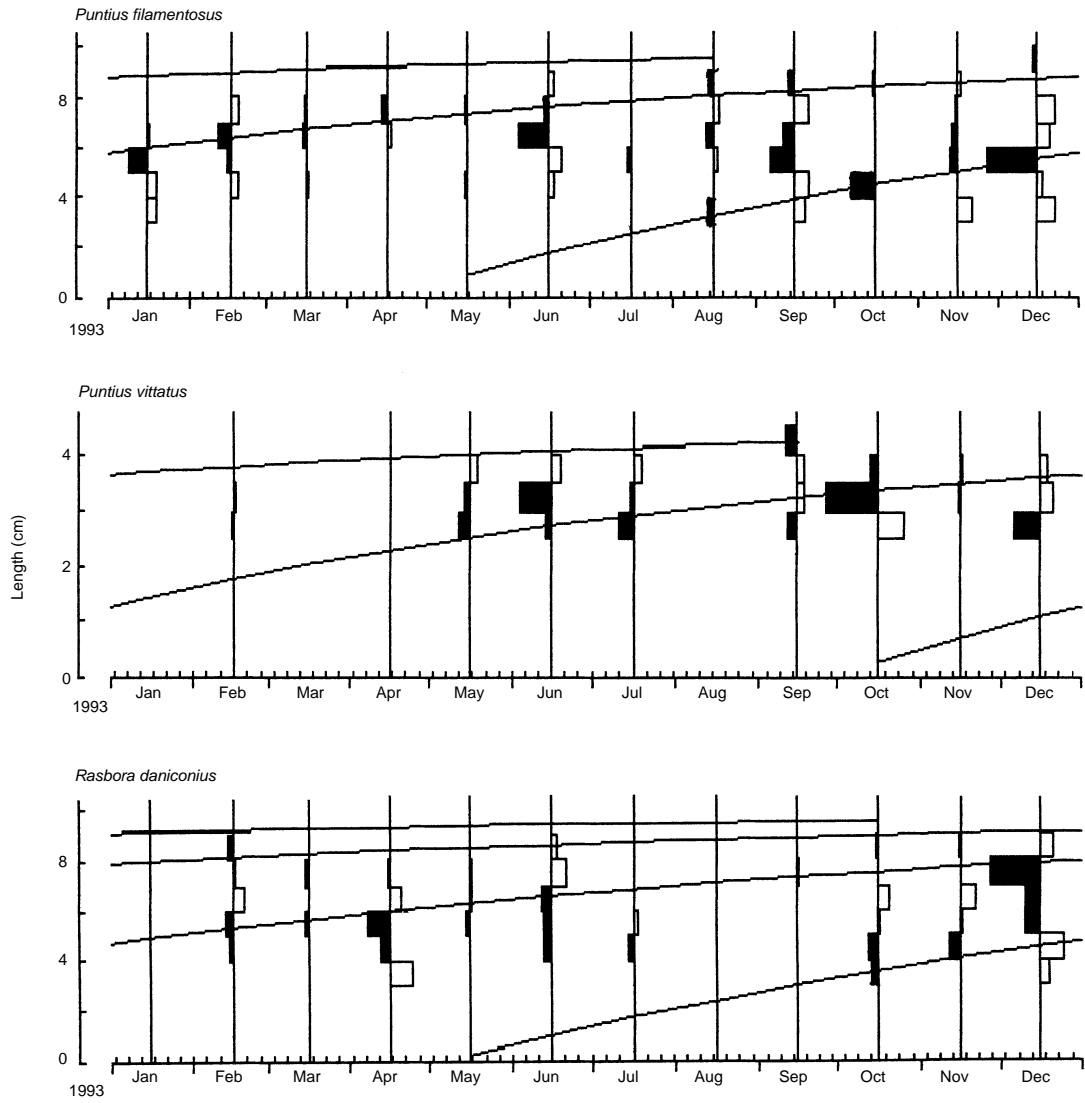 Puntius filamentosus
8
4
0
Jan Feb Mar Apr May Jun Jul Aug Sep Oct Nov Dec
1993
Puntius vittatus
4
2
0
Length (cm)
Jan Feb Mar Apr May Jun Jul Aug Sep Oct Nov Dec
1993
Rasbora daniconius
8
4
0
Jan Feb Mar Apr May Jun Jul Aug Sep Oct Nov Dec
1993